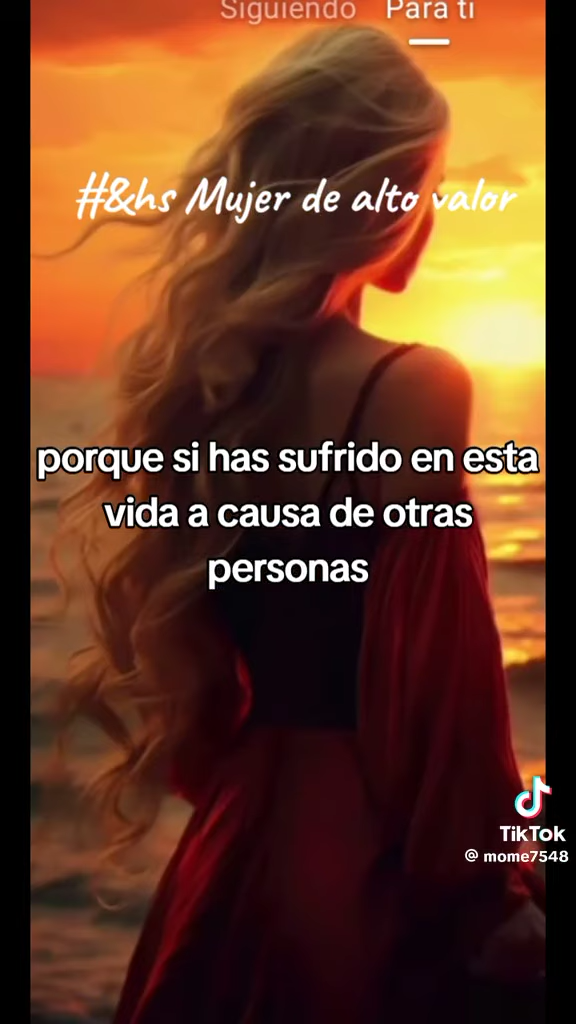 Siguiendo Para ti
#&hs Mujer de alto valor
porque si has sufrido en esta
vida a causa de otras
personas
TikTok
@ mome7548